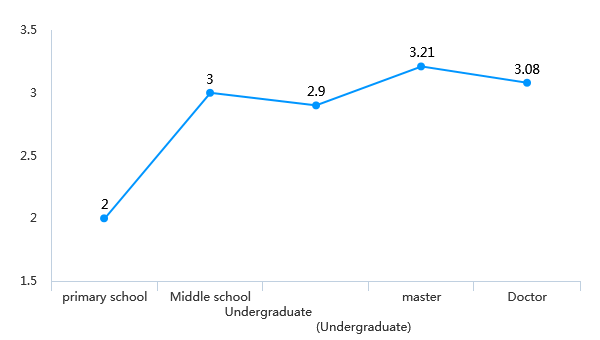 3.5
3
2.5
2
1.5
2
3
2.9
3.21
3.08
primary school
Middle school
Undergraduate
(Undergraduate)
master
Doctor